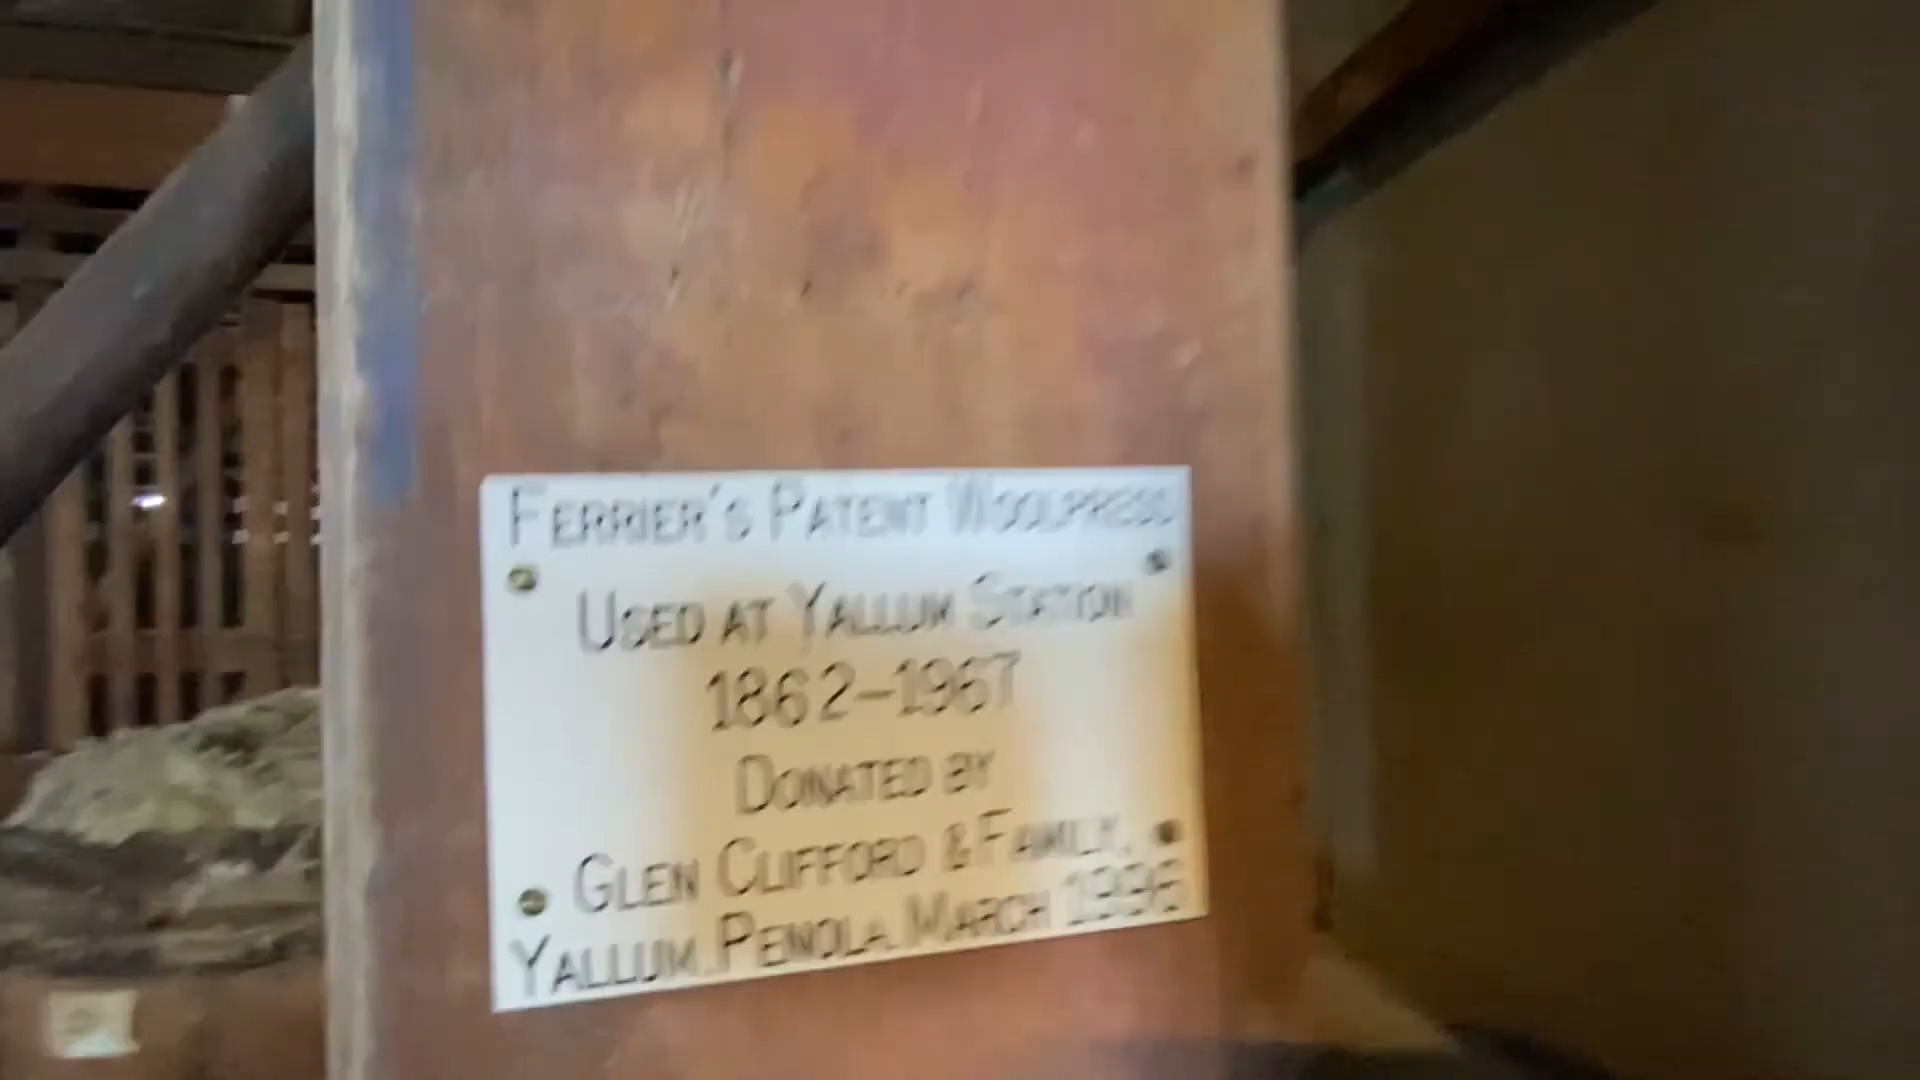 FERRIER'S PATENT WOOLPRESS
USED AT YALLUM STATION
1862-1967
DONATED BY
GLEN CLIFFORD & FAMILY,
YALLUM. PENOLA. MARCH 1996